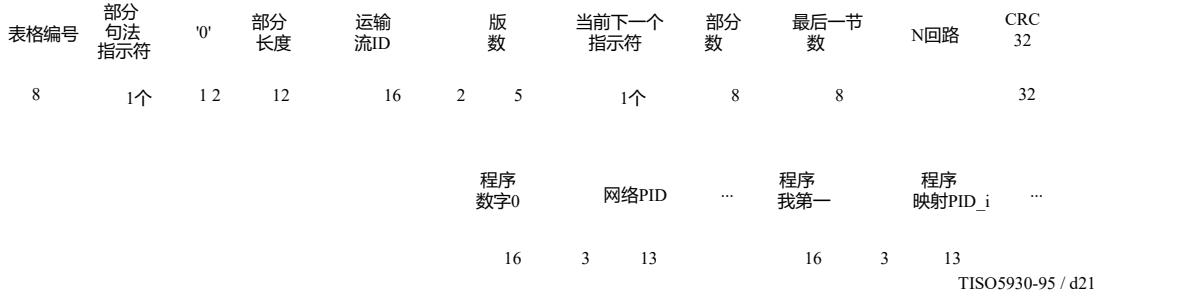 表格编号 部分 句法 指示符 '0' 部分 长度 运输 流ID 版 数 当前下一个 指示符 部分 数 最后一节 数 N回路 CRC 32
8 1个 1 2 12 16 2 5 1个 8 8 32
程序 数字0 网络PID ... 程序 我第一 程序 映射PID_i ...
16 3 13 16 3 13
TISO5930-95 / d21